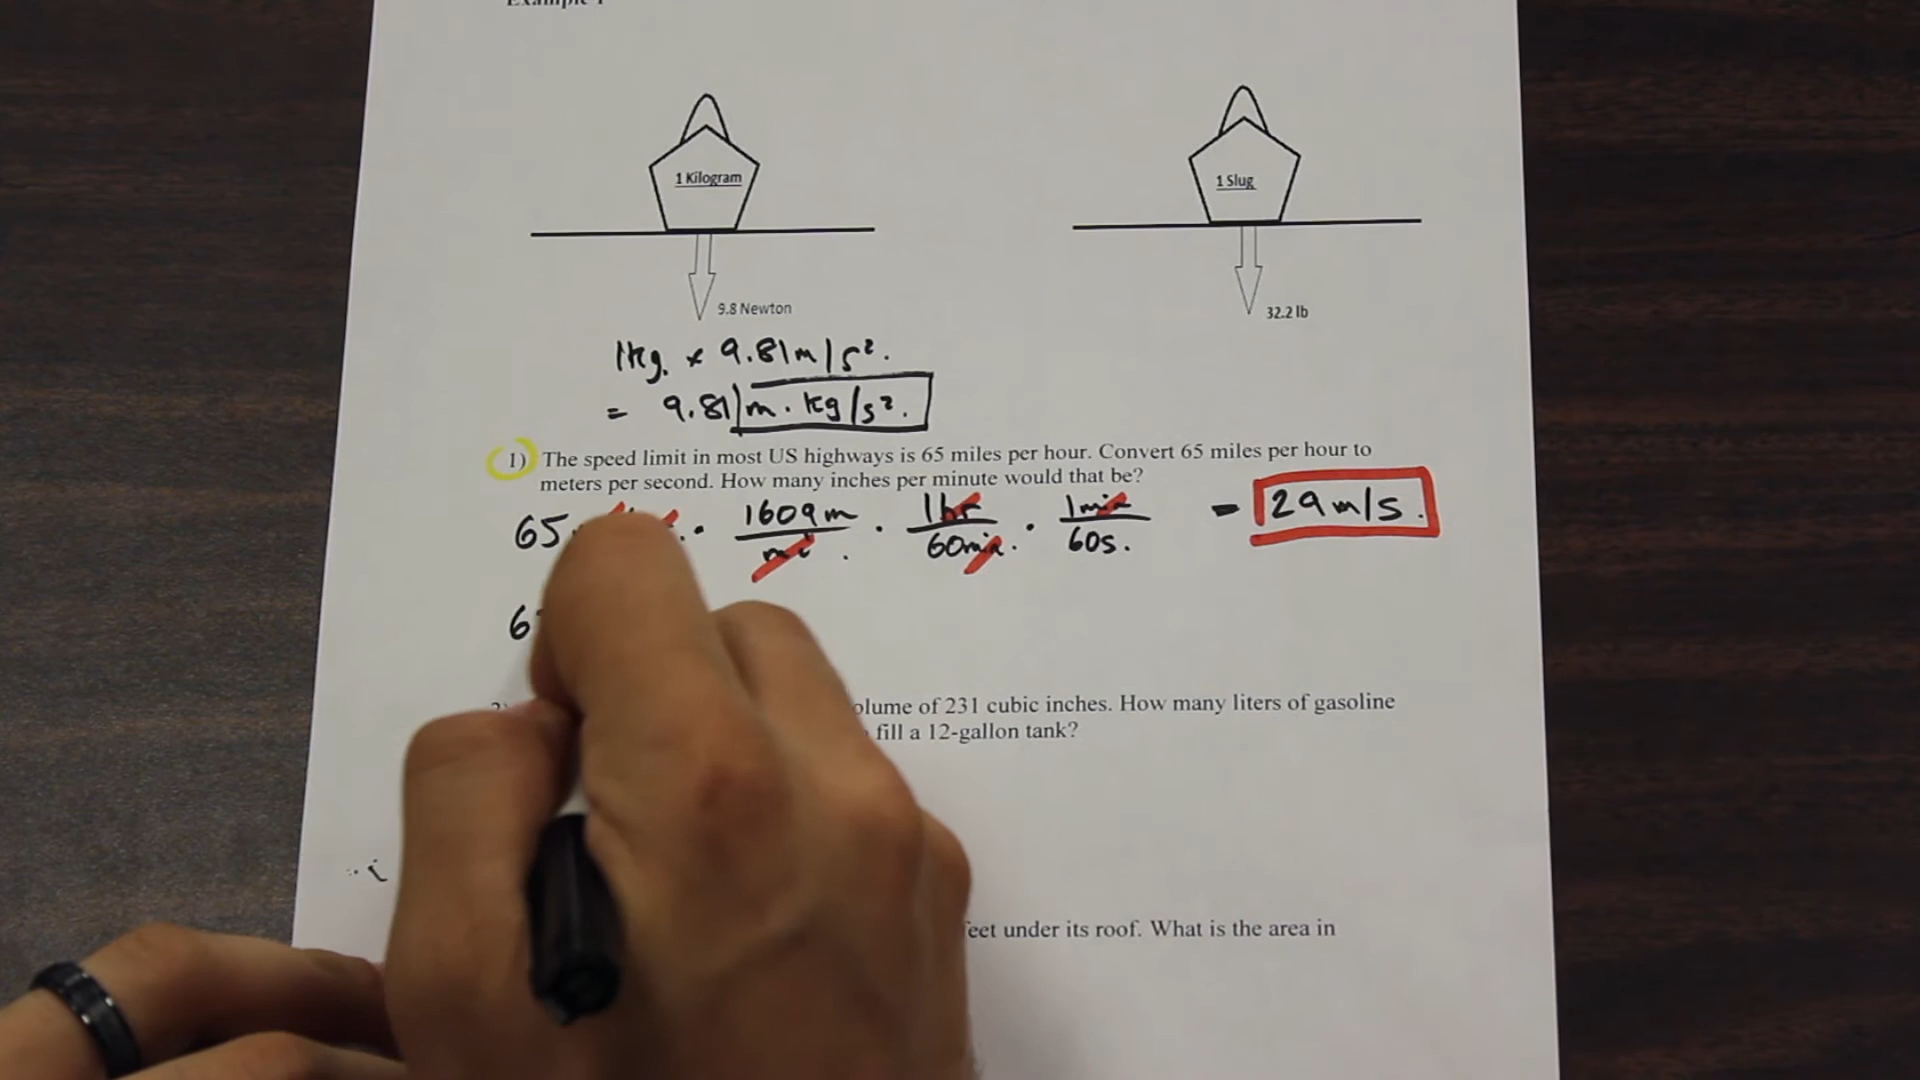 Example 1
1 Kilogram
1 Slug
9.8 Newton
32.2 lb
1kg. × 9.81m/s².
= 9.81 m·kg/s².
1) The speed limit in most US highways is 65 miles per hour. Convert 65 miles per hour to
meters per second. How many inches per minute would that be?
65 · 1609m/mi · 1hr/60min. · 1min/60s. = 29m/s.
6
volume of 231 cubic inches. How many liters of gasoline
fill a 12-gallon tank?
feet under its roof. What is the area in